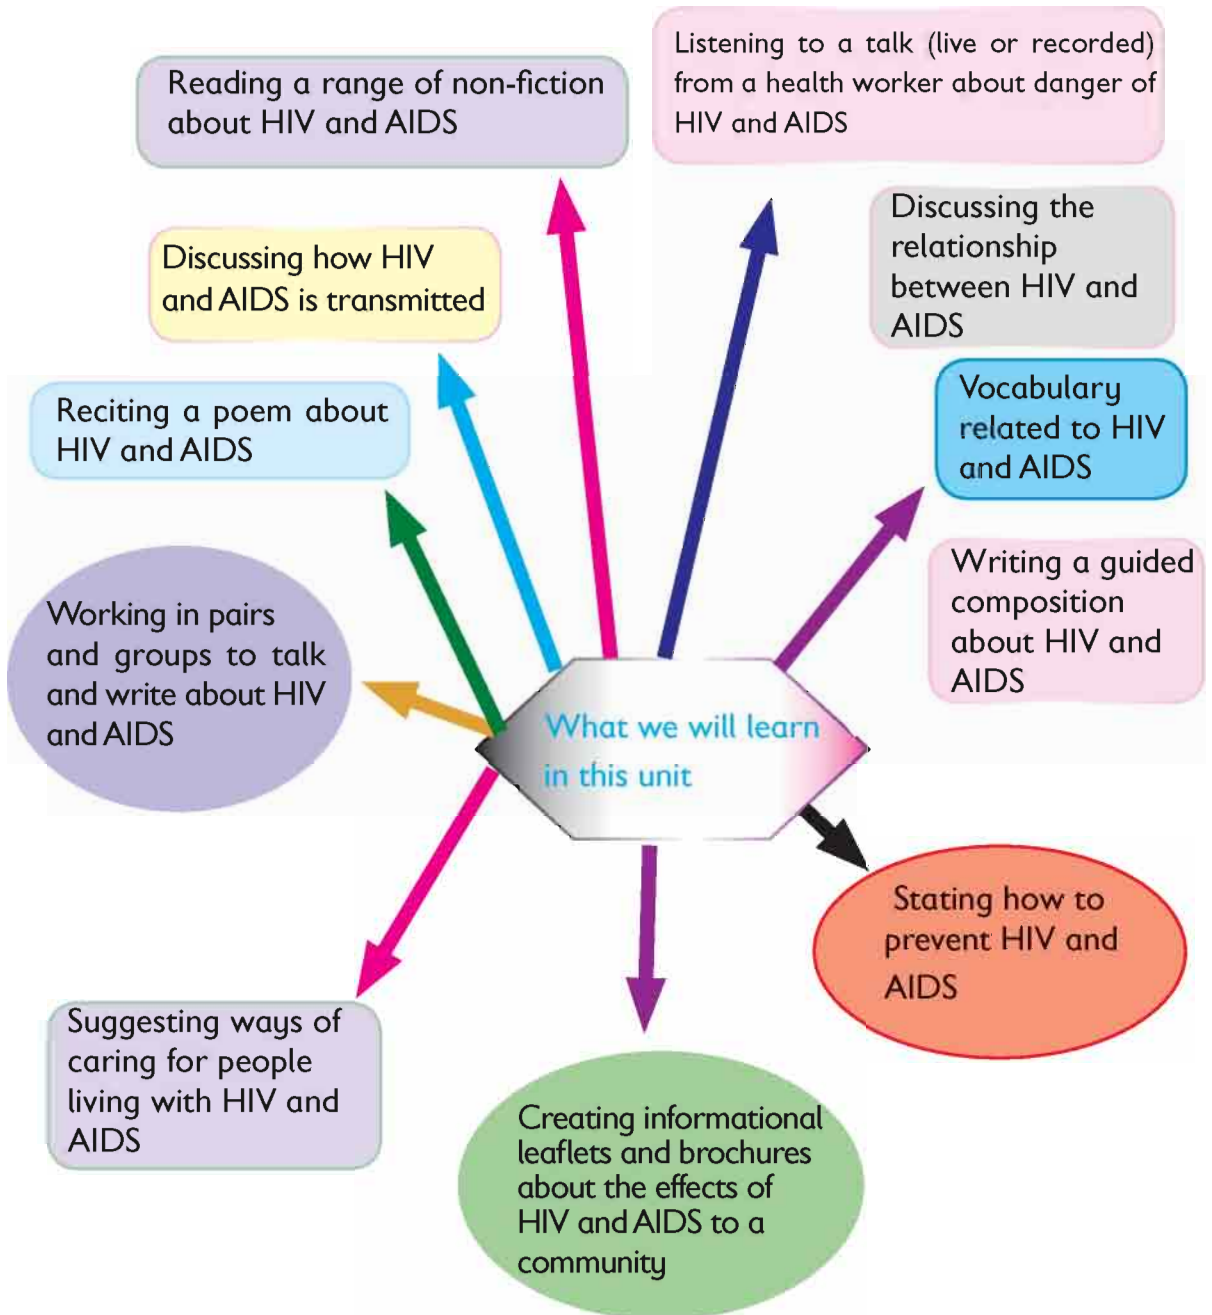 Reading a range of non-fiction
about HIV and AIDS
Listening to a talk (live or recorded)
from a health worker about danger of
HIV and AIDS
Discussing how HIV
and AIDS is transmitted
Discussing the
relationship
between HIV and
AIDS
Reciting a poem about
HIV and AIDS
Vocabulary
related to HIV
and AIDS
Working in pairs
and groups to talk
and write about HIV
and AIDS
Writing a guided
composition
about HIV and
AIDS
What we will learn
in this unit
Stating how to
prevent HIV and
AIDS
Suggesting ways of
caring for people
living with HIV and
AIDS
Creating informational
leaflets and brochures
about the effects of
HIV and AIDS to a
community